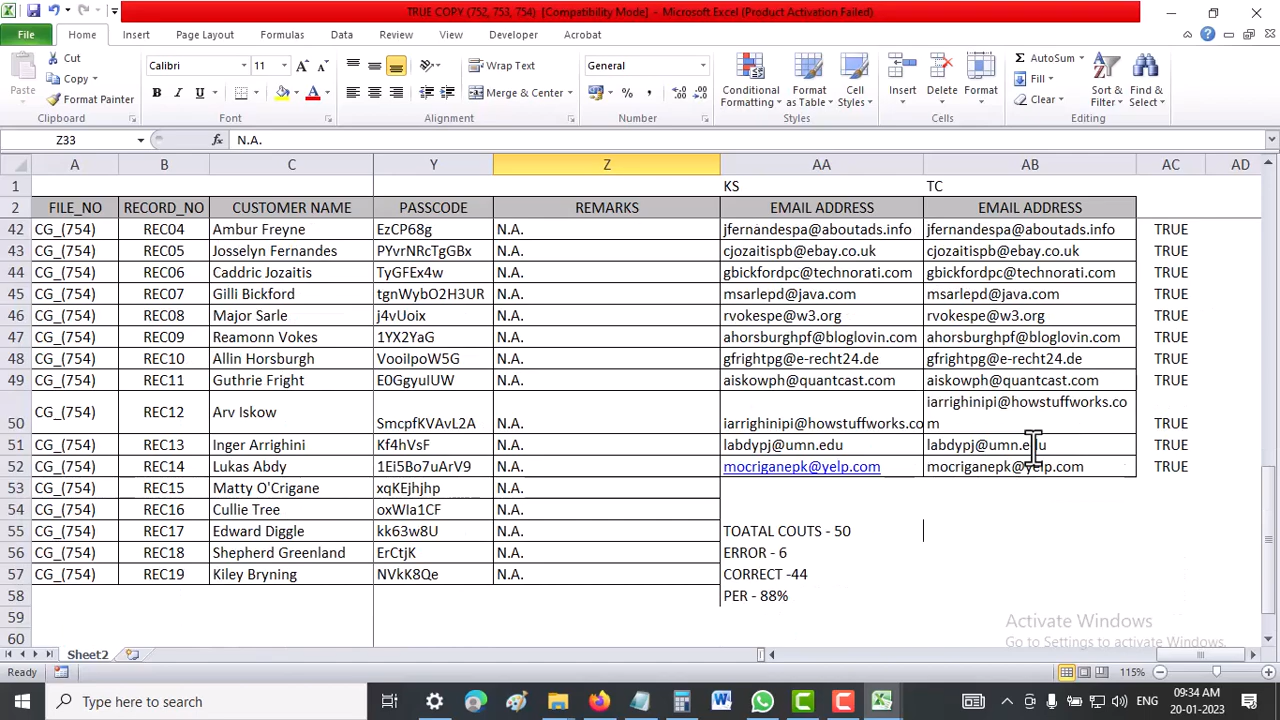 TRUE COPY (752, 753, 754)  [Compatibility Mode]  –  Microsoft Excel (Product Activation Failed)
File Home Insert Page Layout Formulas Data Review View Developer Acrobat
Paste
Cut
Copy
Format Painter
Clipboard
Calibri 11
B I U
Font
Wrap Text
Merge & Center
Alignment
General
Number
Conditional Formatting
Format as Table
Cell Styles
Styles
Insert Delete Format
Cells
AutoSum
Fill
Clear
Sort & Filter
Find & Select
Editing
Z33 fx N.A.
A B C Y Z AA AB AC AD
1 KS TC
2 FILE_NO RECORD_NO CUSTOMER NAME PASSCODE REMARKS EMAIL ADDRESS EMAIL ADDRESS
42 CG_(754) REC04 Ambur Freyne EzCP68g N.A. jfernandespa@aboutads.info jfernandespa@aboutads.info TRUE
43 CG_(754) REC05 Josselyn Fernandes PYvrNRcTgGBx N.A. cjozaitispb@ebay.co.uk cjozaitispb@ebay.co.uk TRUE
44 CG_(754) REC06 Caddric Jozaitis TyGFEx4w N.A. gbickfordpc@technorati.com gbickfordpc@technorati.com TRUE
45 CG_(754) REC07 Gilli Bickford tgnWybO2H3UR N.A. msarlepd@java.com msarlepd@java.com TRUE
46 CG_(754) REC08 Major Sarle j4vUoix N.A. rvokespe@w3.org rvokespe@w3.org TRUE
47 CG_(754) REC09 Reamonn Vokes 1YX2YaG N.A. ahorsburghpf@bloglovin.com ahorsburghpf@bloglovin.com TRUE
48 CG_(754) REC10 Allin Horsburgh VooiIpoW5G N.A. gfrightpg@e-recht24.de gfrightpg@e-recht24.de TRUE
49 CG_(754) REC11 Guthrie Fright E0GgyuIUW N.A. aiskowph@quantcast.com aiskowph@quantcast.com TRUE
50 CG_(754) REC12 Arv Iskow SmcpfKVAvL2A N.A. iarrighinipi@howstuffworks.co iarrighinipi@howstuffworks.co
m TRUE
51 CG_(754) REC13 Inger Arrighini Kf4hVsF N.A. labdypj@umn.edu labdypj@umn.edu TRUE
52 CG_(754) REC14 Lukas Abdy 1Ei5Bo7uArV9 N.A. mocriganepk@yelp.com mocriganepk@yelp.com TRUE
53 CG_(754) REC15 Matty O'Crigane xqKEjhjhp N.A.
54 CG_(754) REC16 Cullie Tree oxWIa1CF N.A.
55 CG_(754) REC17 Edward Diggle kk63w8U N.A. TOATAL COUTS - 50
56 CG_(754) REC18 Shepherd Greenland ErCtjK N.A. ERROR - 6
57 CG_(754) REC19 Kiley Bryning NVkK8Qe N.A. CORRECT -44
58 PER - 88%
59
60
Activate Windows
Go to Settings to activate Windows.
Sheet2
Ready 115%
Type here to search
ENG
09:34 AM
20-01-2023